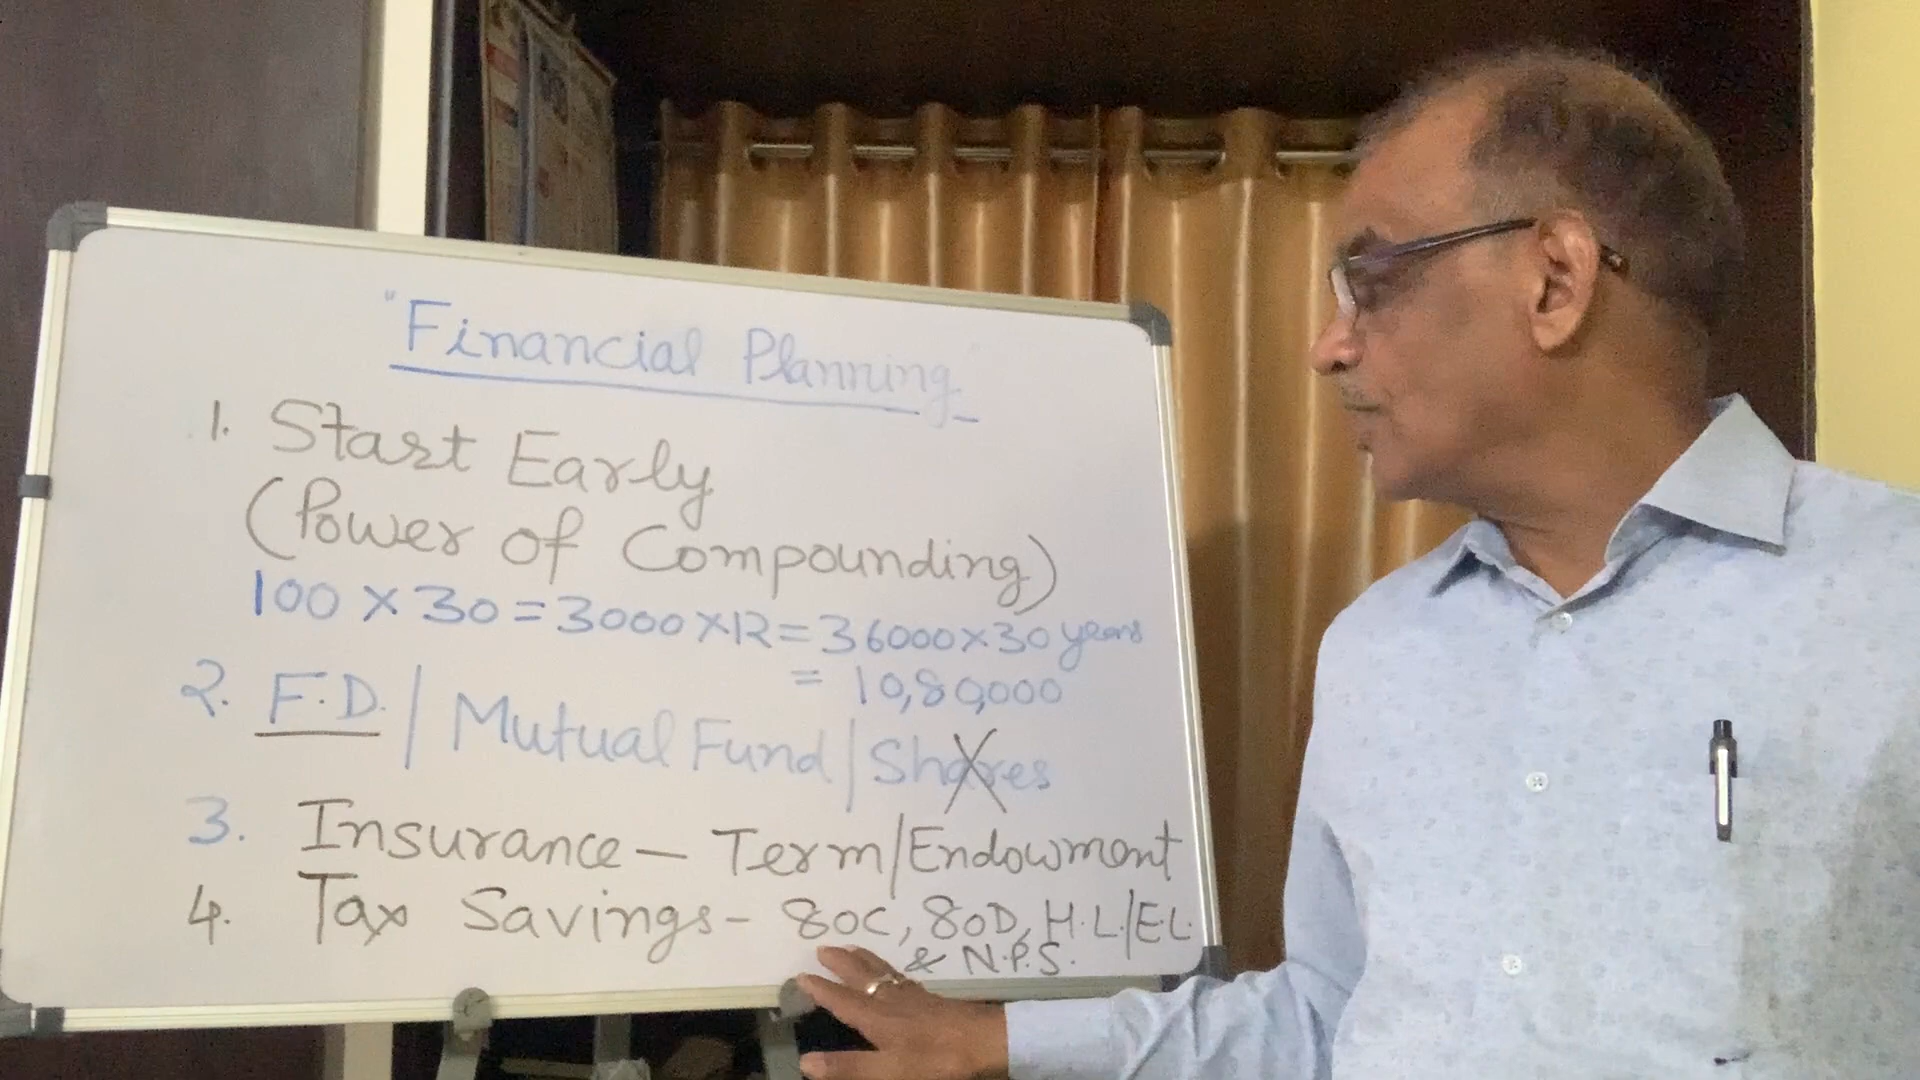 "Financial Planning"
1. Start Early
(Power of Compounding)
100 × 30 = 3000 × 12 = 36000 × 30 years
= 10,80,000
2. F.D. / Mutual Fund / Shares
3. Insurance – Term/Endowment
4. Tax Savings – 80C, 80D, H.L./E.L.
& N.P.S.